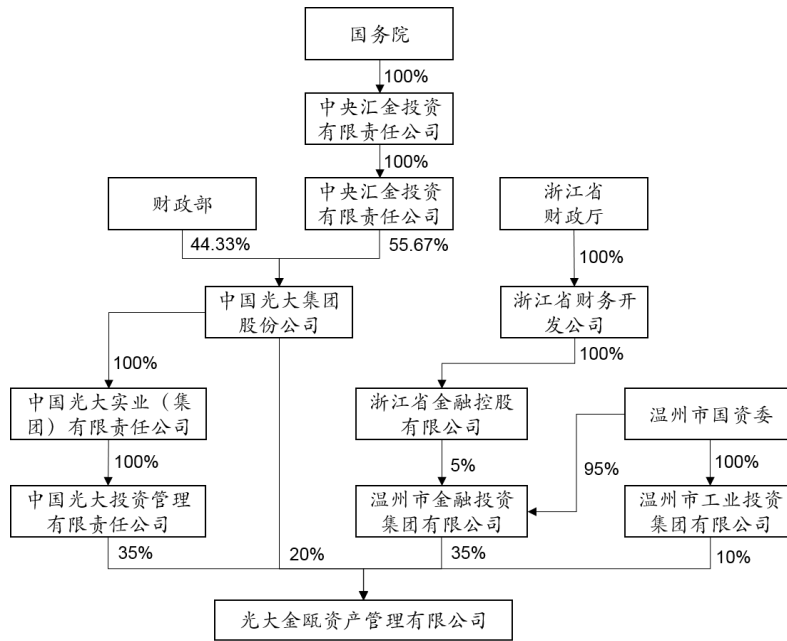 国务院
100%
中央汇金投资
有限责任公司
100%
财政部
中央汇金投资
有限责任公司
浙江省
财政厅
44.33%
55.67%
100%
中国光大集团
股份公司
浙江省财务开
发公司
100%
100%
中国光大实业（集
团）有限责任公司
浙江省金融控股
有限公司
温州市国资委
100%
5%
95%
100%
中国光大投资管理
有限责任公司
温州市金融投资
集团有限公司
温州市工业投资
集团有限公司
35%
20%
35%
10%
光大金瓯资产管理有限公司